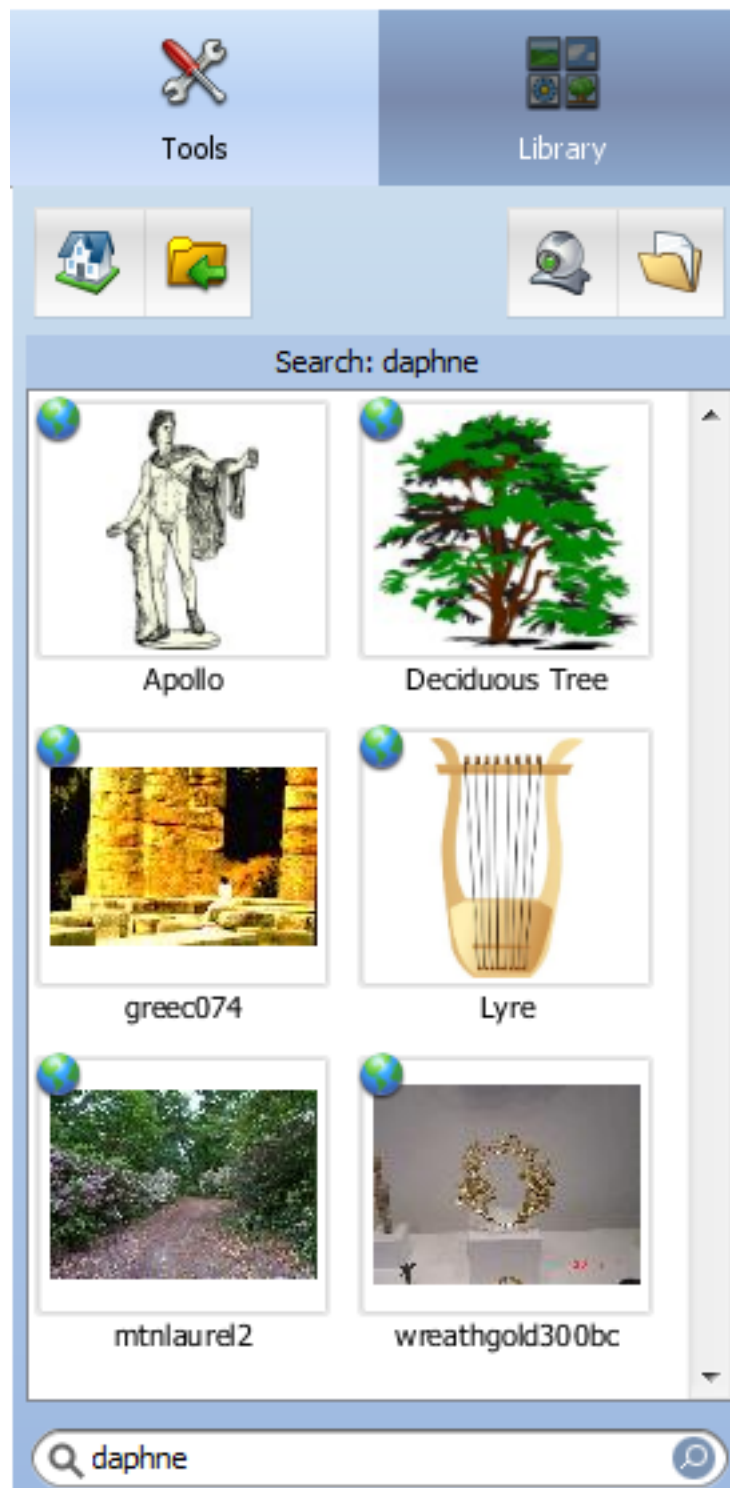 Tools
Library
Search: daphne
Apollo
Deciduous Tree
greec074
Lyre
mtnlaurel2
wreathgold300bc
daphne